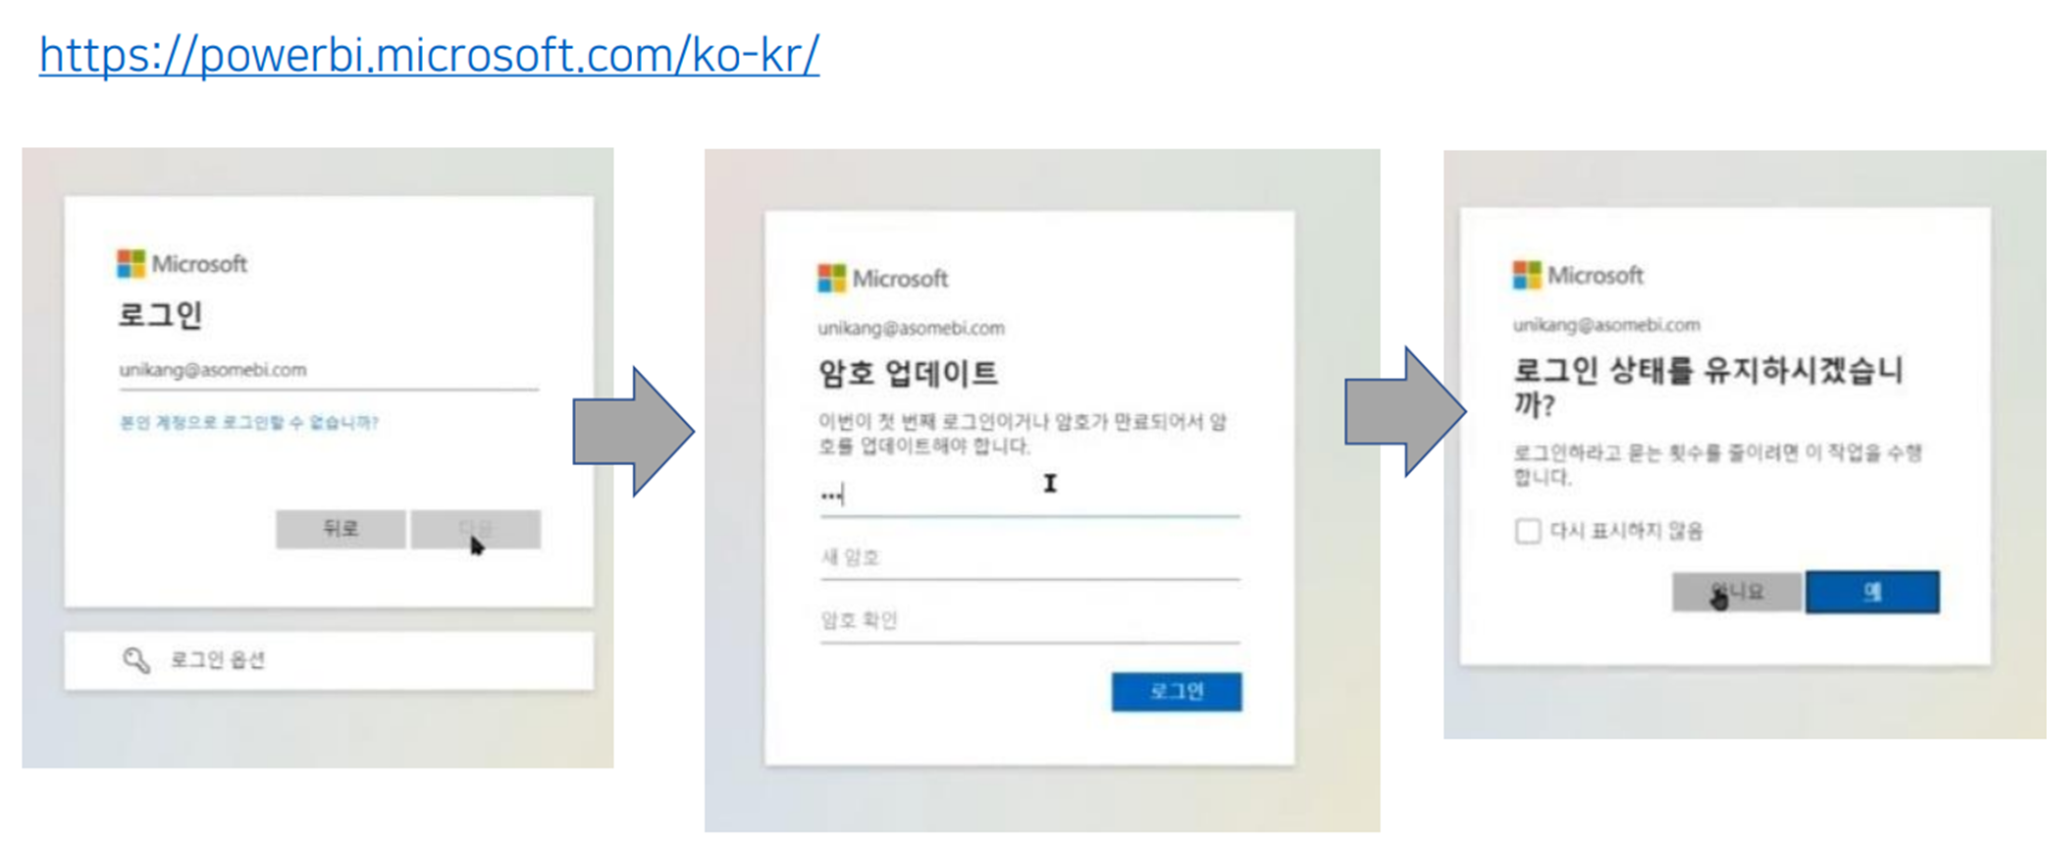 https://powerbi.microsoft.com/ko-kr/
Microsoft
로그인
unikang@asomebi.com
본인 계정으로 로그인할 수 없습니까?
뒤로
다음
로그인 옵션
Microsoft
unikang@asomebi.com
암호 업데이트
이번이 첫 번째 로그인이거나 암호가 만료되어서 암
호를 업데이트해야 합니다.
새 암호
암호 확인
로그인
Microsoft
unikang@asomebi.com
로그인 상태를 유지하시겠습니
까?
로그인하라고 묻는 횟수를 줄이려면 이 작업을 수행
합니다.
다시 표시하지 않음
아니요
예